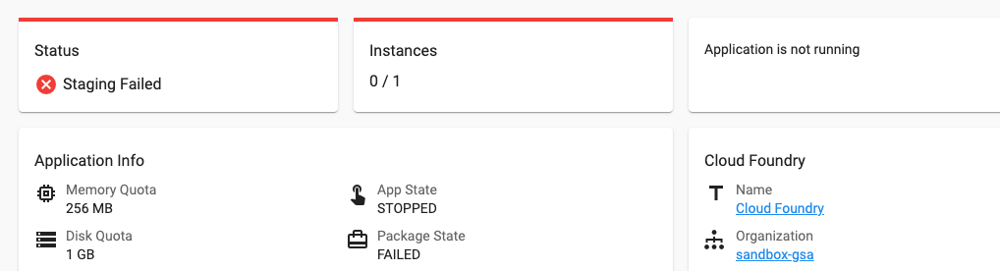 Status
Staging Failed
Instances
0 / 1
Application is not running
Application Info
Memory Quota
256 MB
App State
STOPPED
Disk Quota
1 GB
Package State
FAILED
Cloud Foundry
Name
Cloud Foundry
Organization
sandbox-gsa